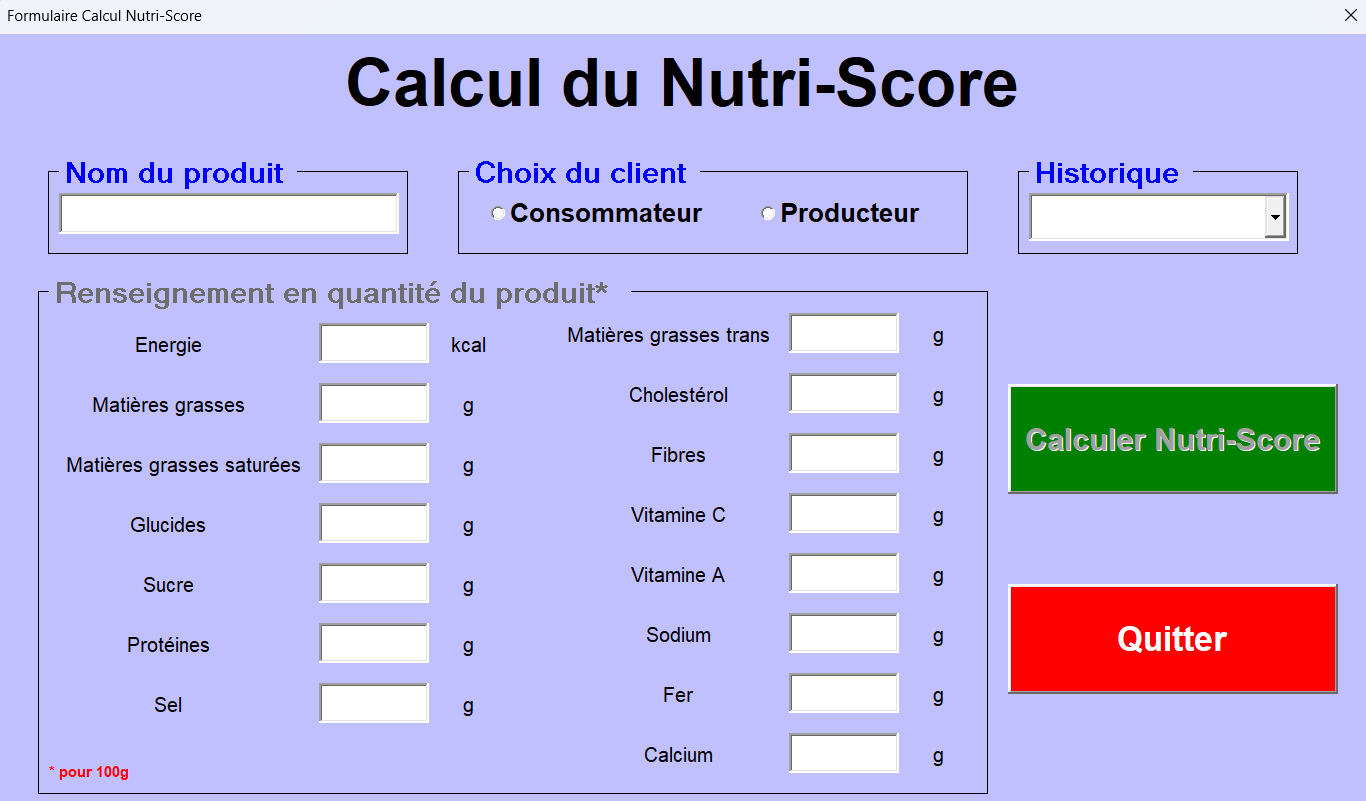 Formulaire Calcul Nutri-Score
Calcul du Nutri-Score
Nom du produit
Choix du client
Consommateur
Producteur
Historique
Renseignement en quantité du produit*
Energie kcal
Matières grasses g
Matières grasses saturées g
Glucides g
Sucre g
Protéines g
Sel g
* pour 100g
Matières grasses trans g
Cholestérol g
Fibres g
Vitamine C g
Vitamine A g
Sodium g
Fer g
Calcium g
Calculer Nutri-Score
Quitter